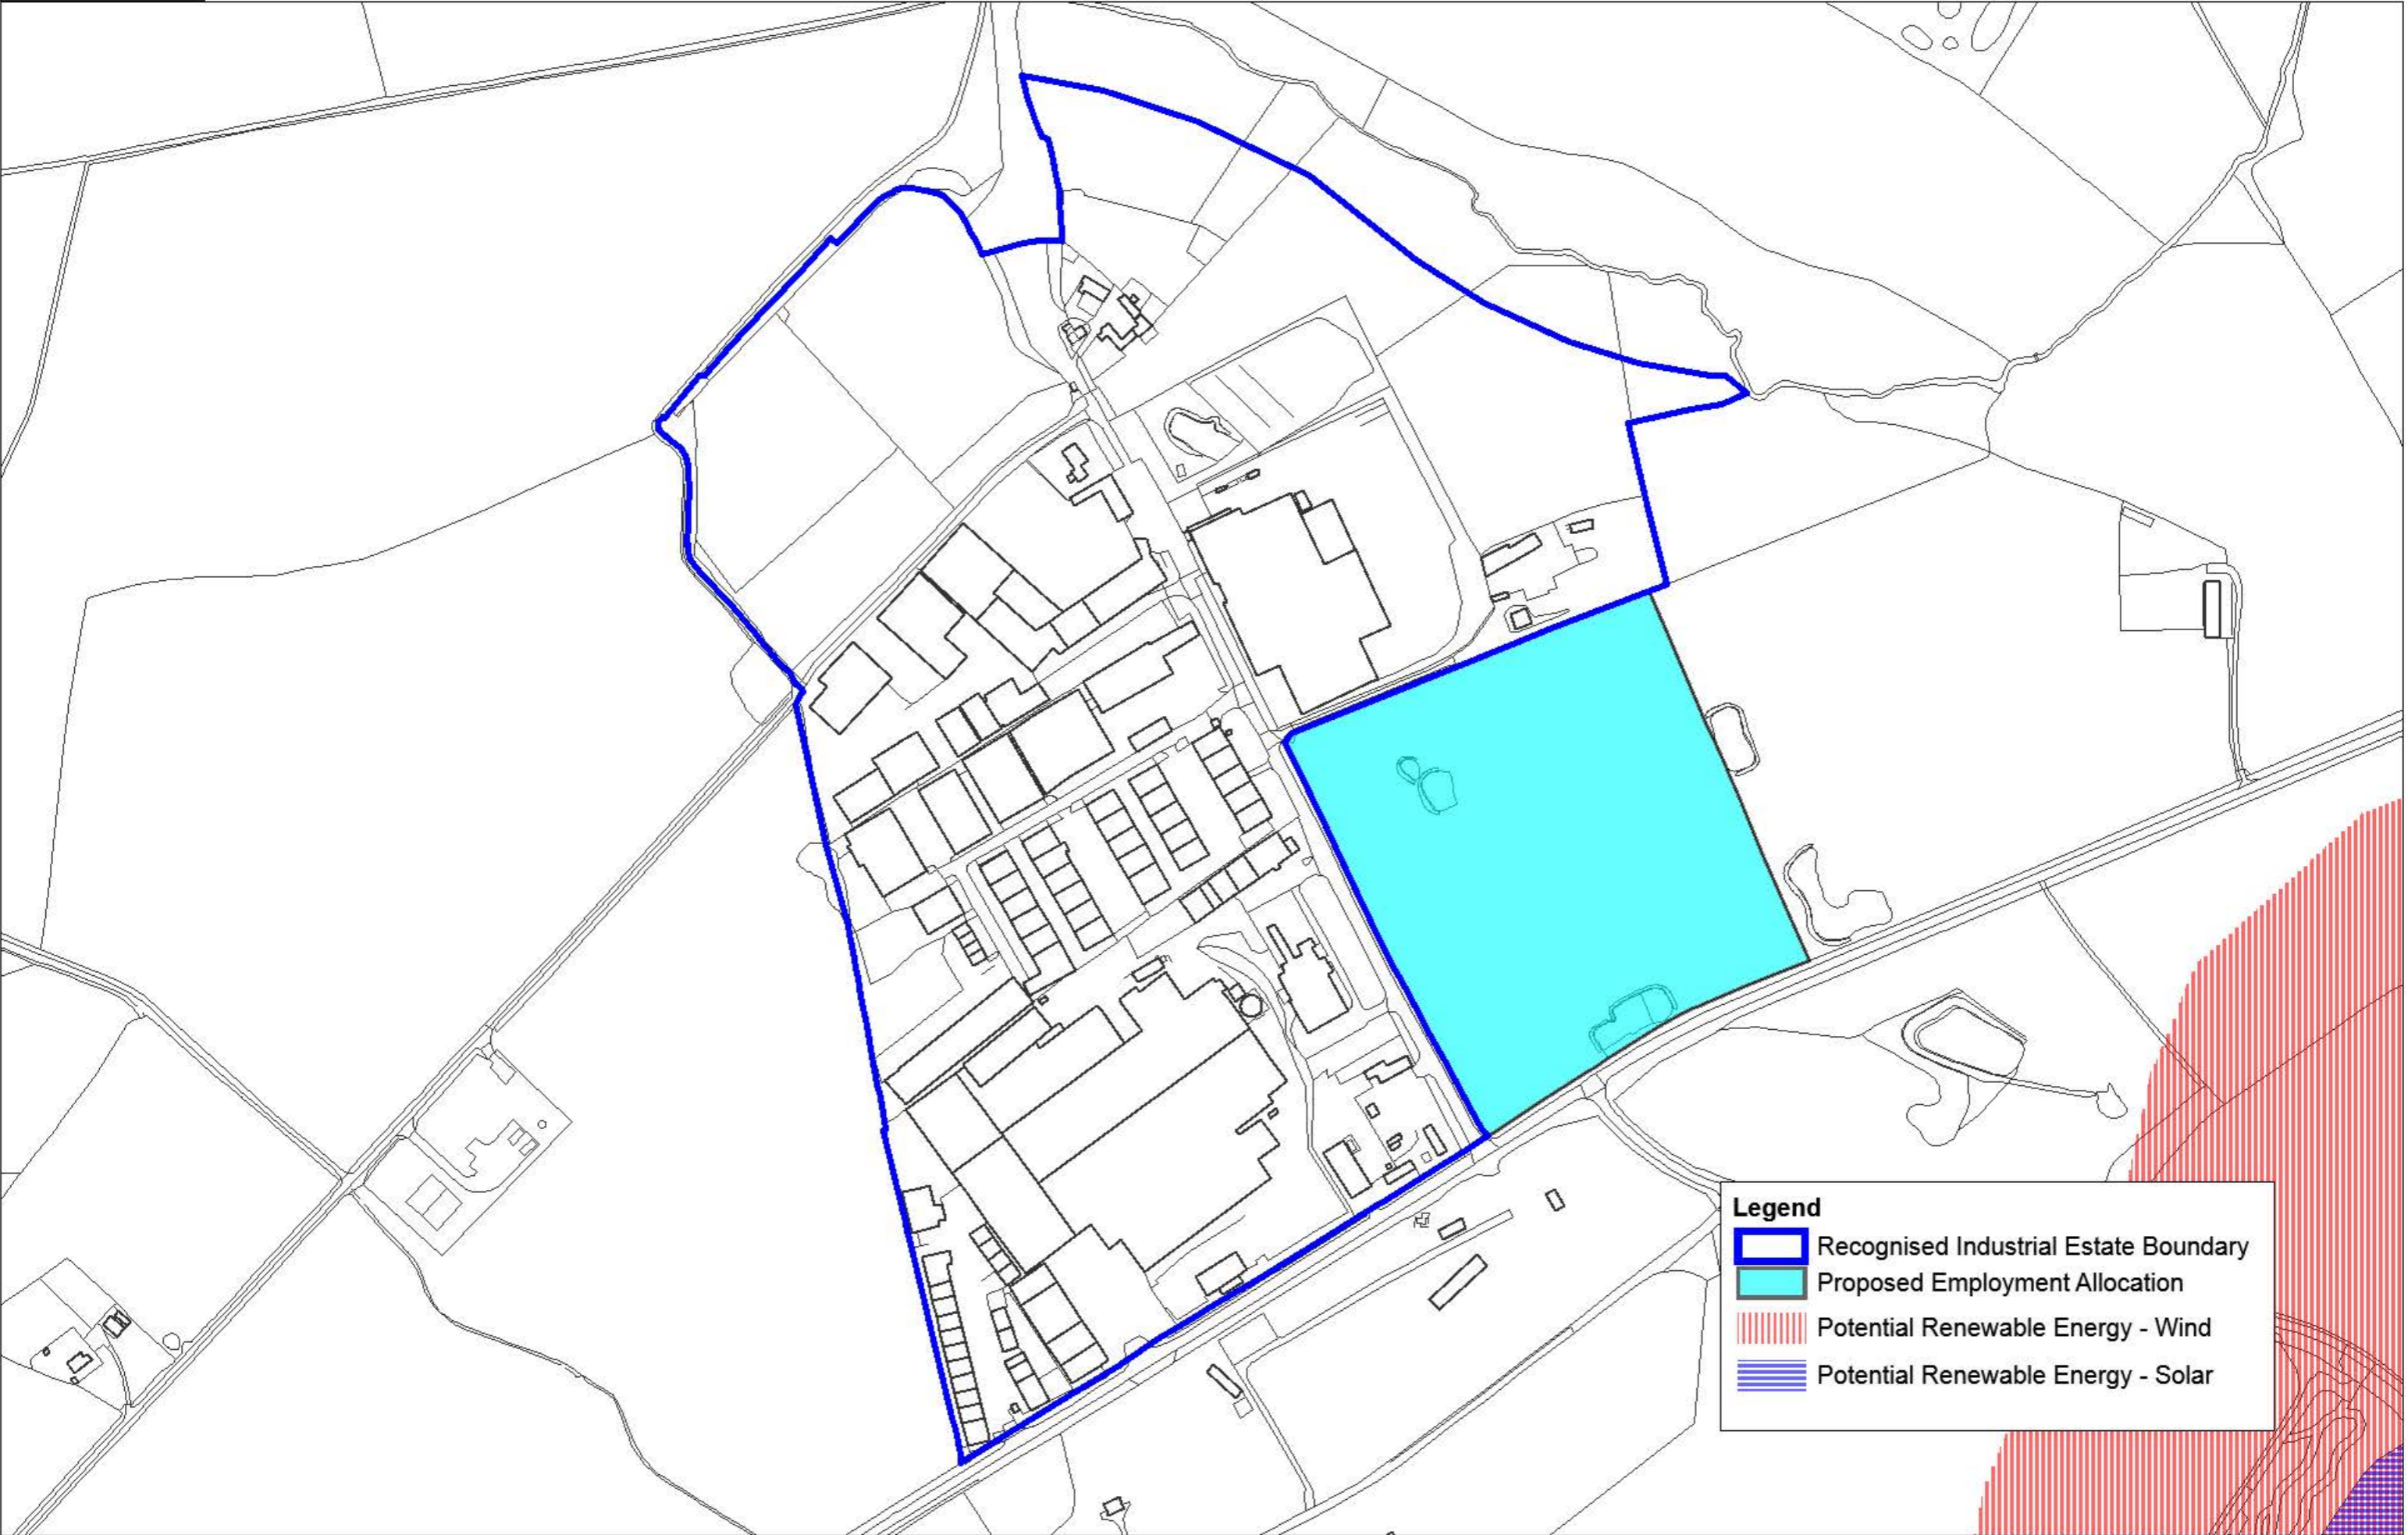 Legend
Recognised Industrial Estate Boundary
Proposed Employment Allocation
Potential Renewable Energy - Wind
Potential Renewable Energy - Solar